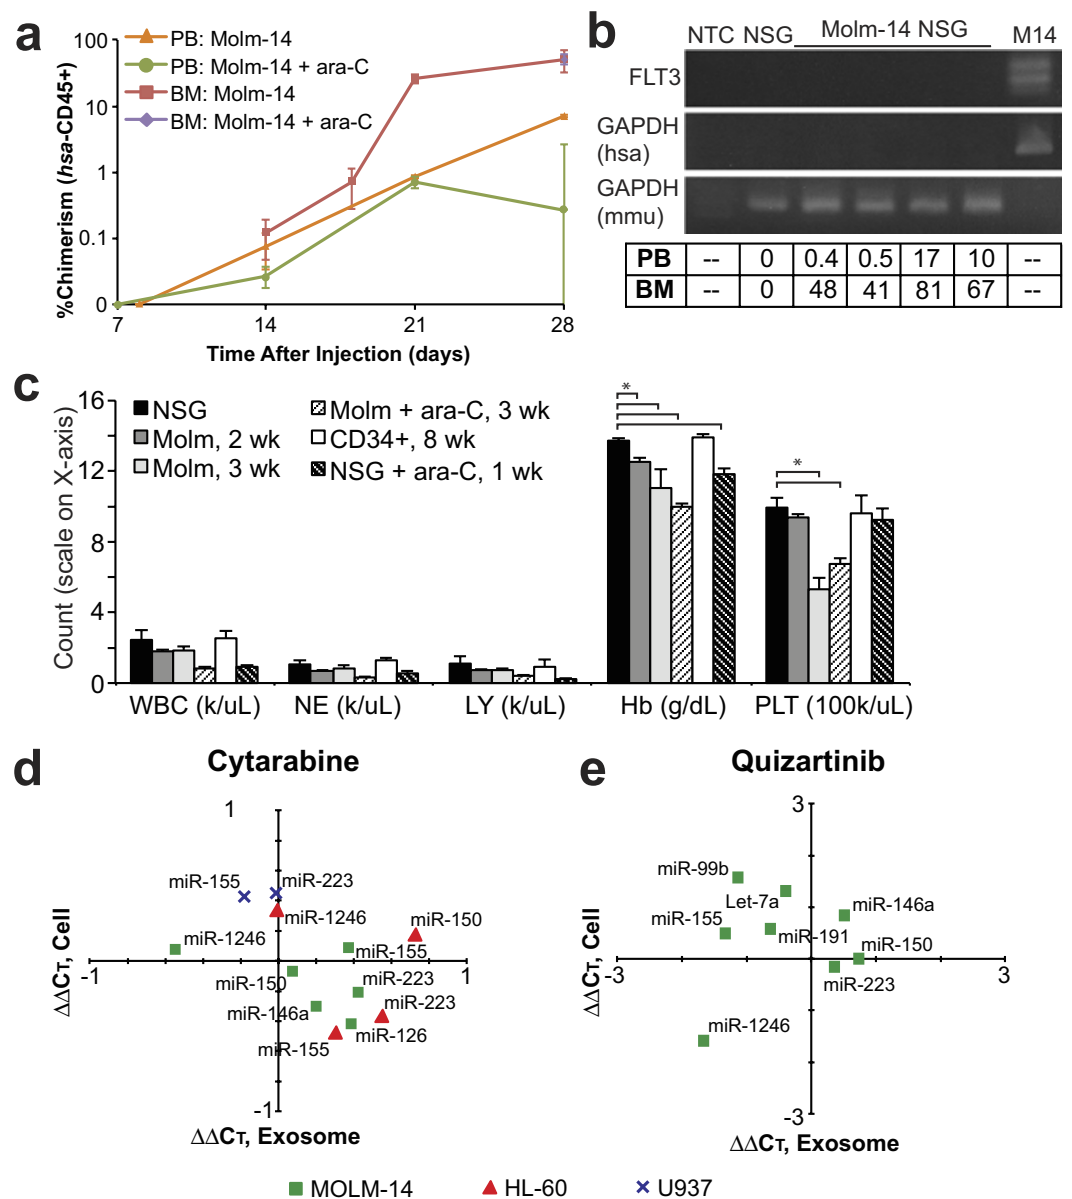 a
PB: Molm-14
PB: Molm-14 + ara-C
BM: Molm-14
BM: Molm-14 + ara-C
%Chimerism (hsa-CD45+)
100
10
1
0.1
0
7
14
21
28
Time After Injection (days)
b
NTC NSG Molm-14 NSG M14
FLT3
GAPDH
(hsa)
GAPDH
(mmu)
PB -- 0 0.4 0.5 17 10 --
BM -- 0 48 41 81 67 --
c
Count (scale on X-axis)
16
12
8
4
0
NSG
Molm, 2 wk
Molm, 3 wk
Molm + ara-C, 3 wk
CD34+, 8 wk
NSG + ara-C, 1 wk
*
*
WBC (k/uL)
NE (k/uL)
LY (k/uL)
Hb (g/dL)
PLT (100k/uL)
d
Cytarabine
1
ΔΔCT, Cell
miR-155
miR-223
miR-1246
miR-150
miR-1246
miR-155
-1
1
miR-150
miR-223
miR-146a
miR-223
miR-126
miR-155
-1
ΔΔCT, Exosome
e
Quizartinib
3
ΔΔCT, Cell
miR-99b
Let-7a
miR-146a
miR-155
miR-191
miR-150
-3
3
miR-223
miR-1246
-3
ΔΔCT, Exosome
MOLM-14
HL-60
U937